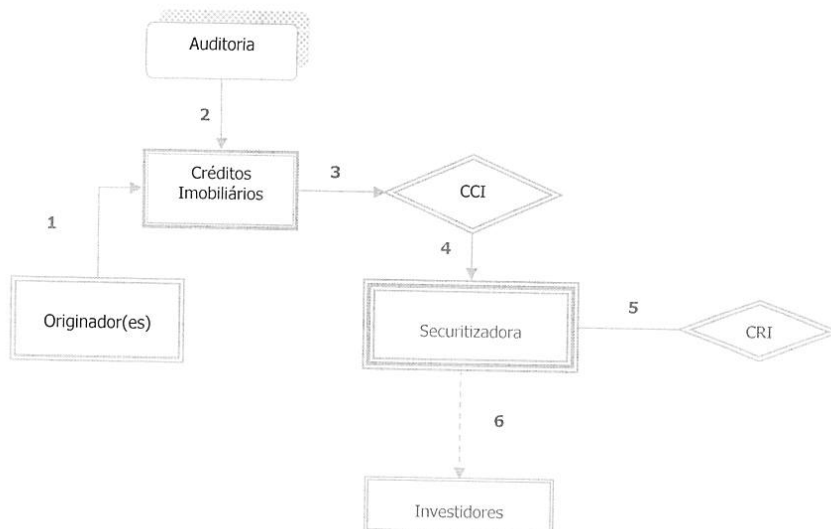 Auditoria
2
Créditos
Imobiliários
3
CCI
1
4
Originador(es)
Securitizadora
5
CRI
6
Investidores